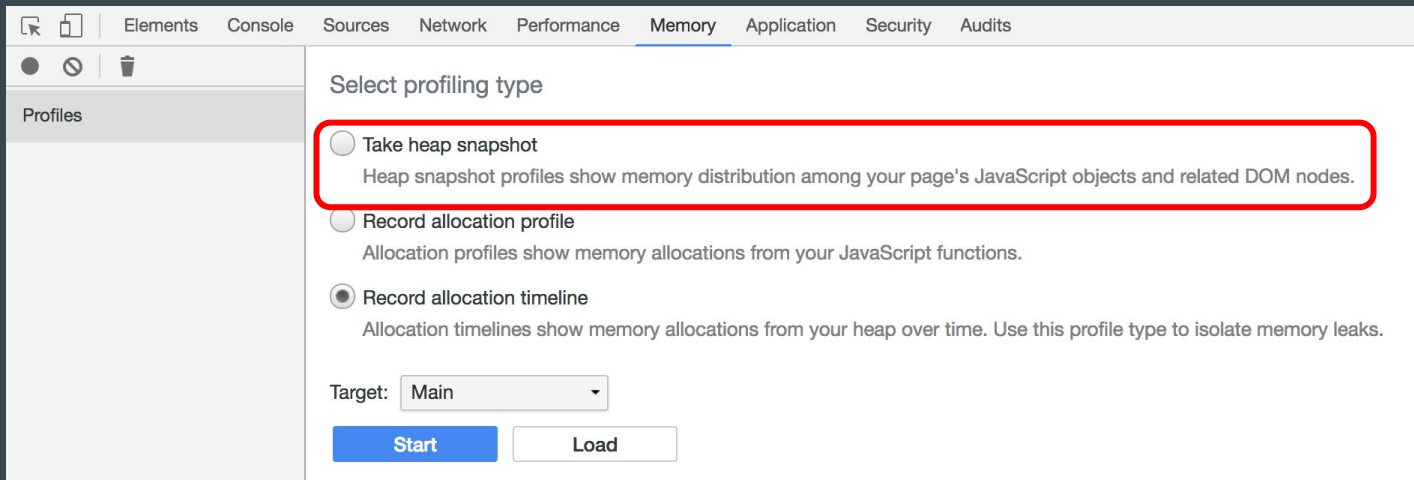 Elements Console Sources Network Performance Memory Application Security Audits
Profiles
Select profiling type
Take heap snapshot
Heap snapshot profiles show memory distribution among your page's JavaScript objects and related DOM nodes.
Record allocation profile
Allocation profiles show memory allocations from your JavaScript functions.
Record allocation timeline
Allocation timelines show memory allocations from your heap over time. Use this profile type to isolate memory leaks.
Target: Main
Start Load